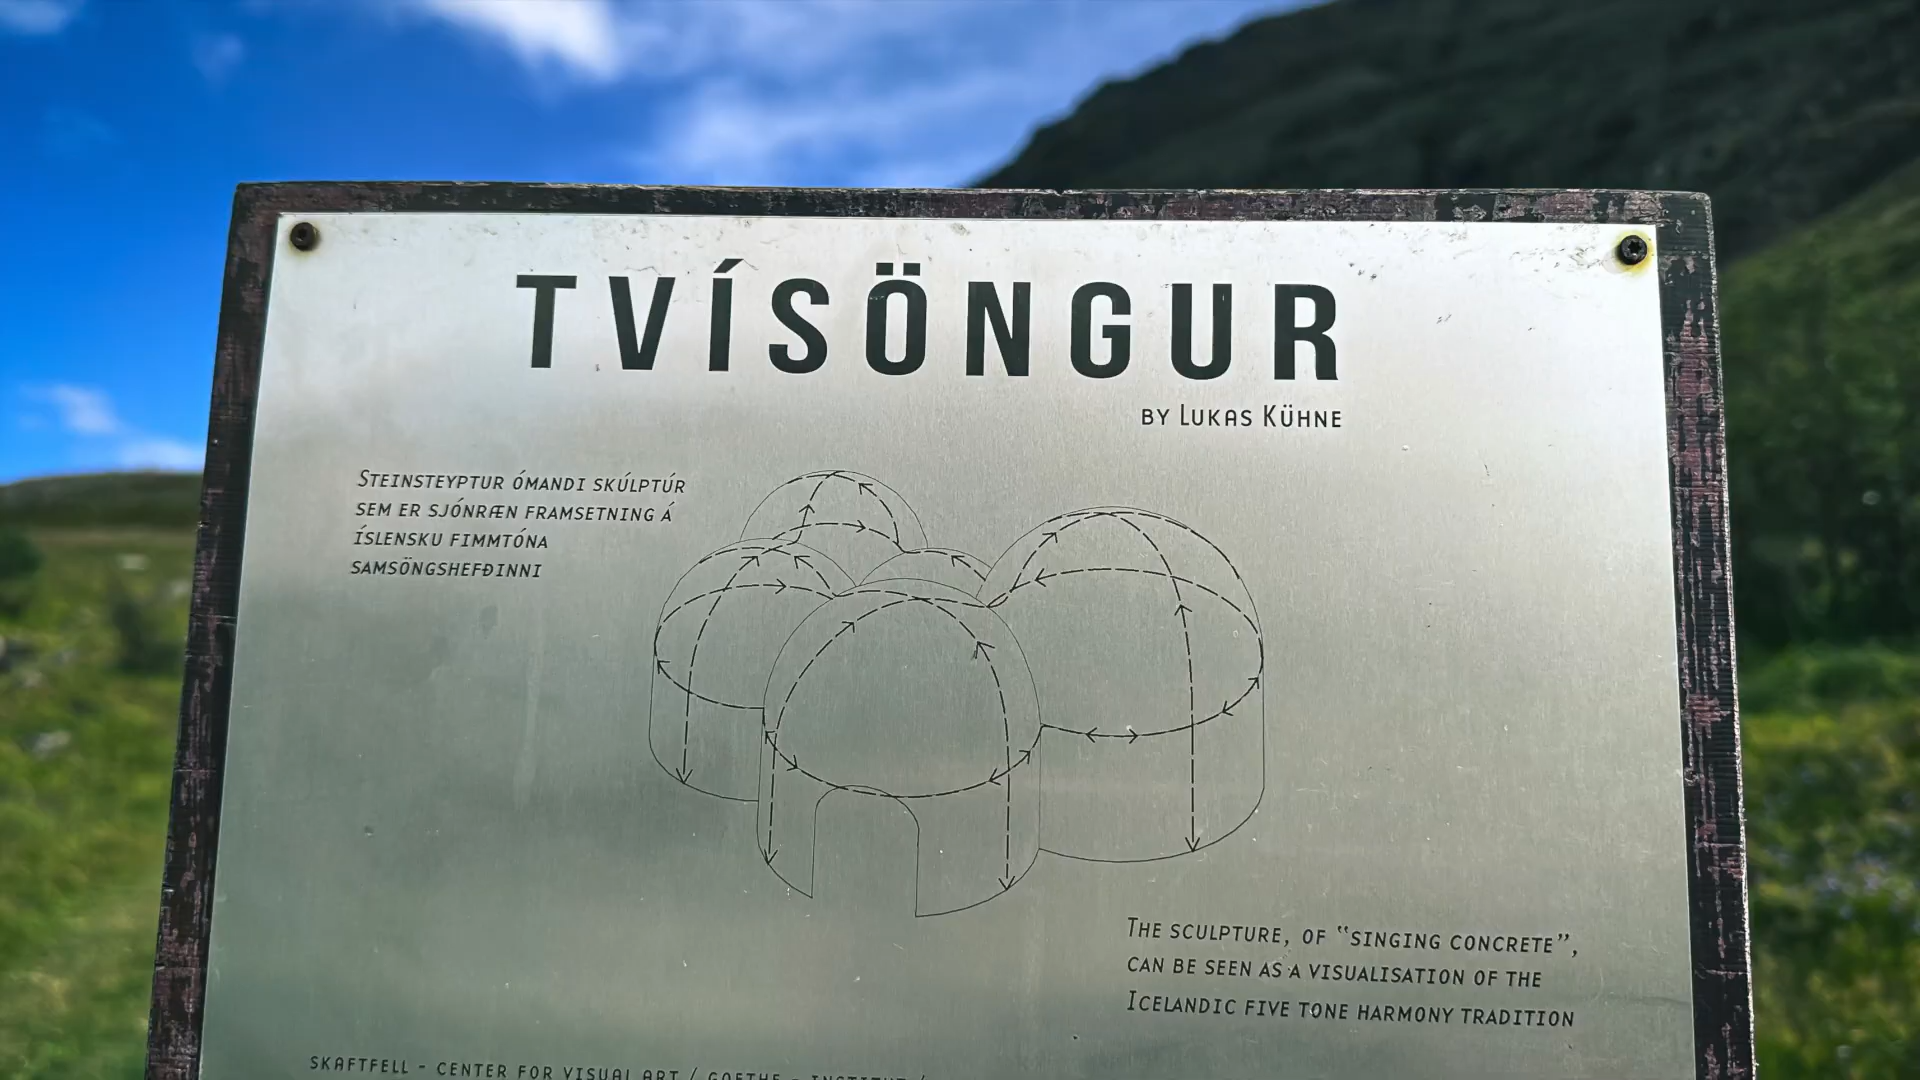 TVÍSÖNGUR
BY LUKAS KÜHNE
STEINSTEYPTUR ÓMANDI SKÚLPTÚR
SEM ER SJÓNRÆN FRAMSETNING Á
ÍSLENSKU FIMMTÓNA
SAMSÖNGSHEFÐINNI
THE SCULPTURE, OF “SINGING CONCRETE”,
CAN BE SEEN AS A VISUALISATION OF THE
ICELANDIC FIVE TONE HARMONY TRADITION
SKAFTFELL - CENTER FOR VISUAL ART / GOETHE - INSTITUT /